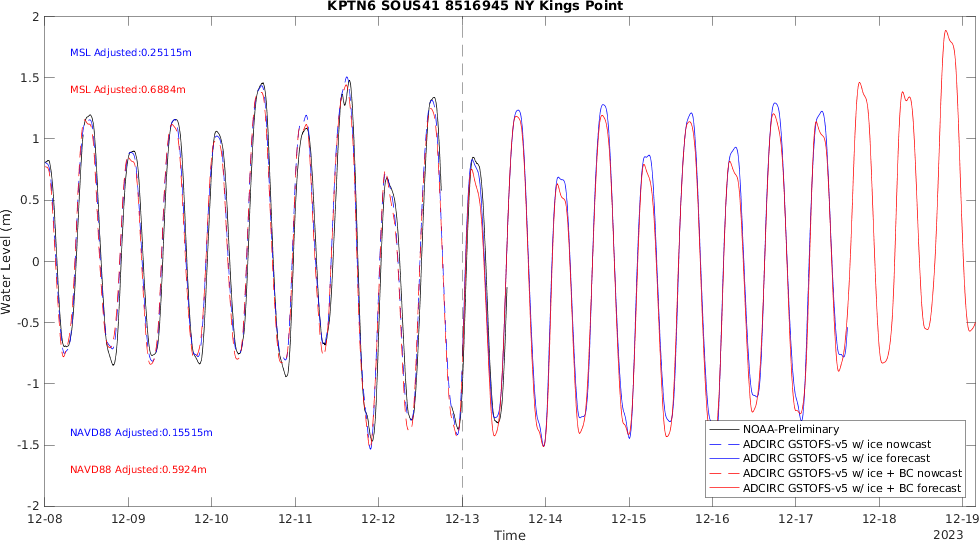 KPTN6 SOUS41 8516945 NY Kings Point
MSL Adjusted:0.25115m
MSL Adjusted:0.6884m
NAVD88 Adjusted:0.15515m
NAVD88 Adjusted:0.5924m
Water Level (m)
2
1.5
1
0.5
0
-0.5
-1
-1.5
-2
NOAA-Preliminary
ADCIRC GSTOFS-v5 w/ ice nowcast
ADCIRC GSTOFS-v5 w/ ice forecast
ADCIRC GSTOFS-v5 w/ ice + BC nowcast
ADCIRC GSTOFS-v5 w/ ice + BC forecast
12-08 12-09 12-10 12-11 12-12 12-13 12-14 12-15 12-16 12-17 12-18 12-19
Time
2023